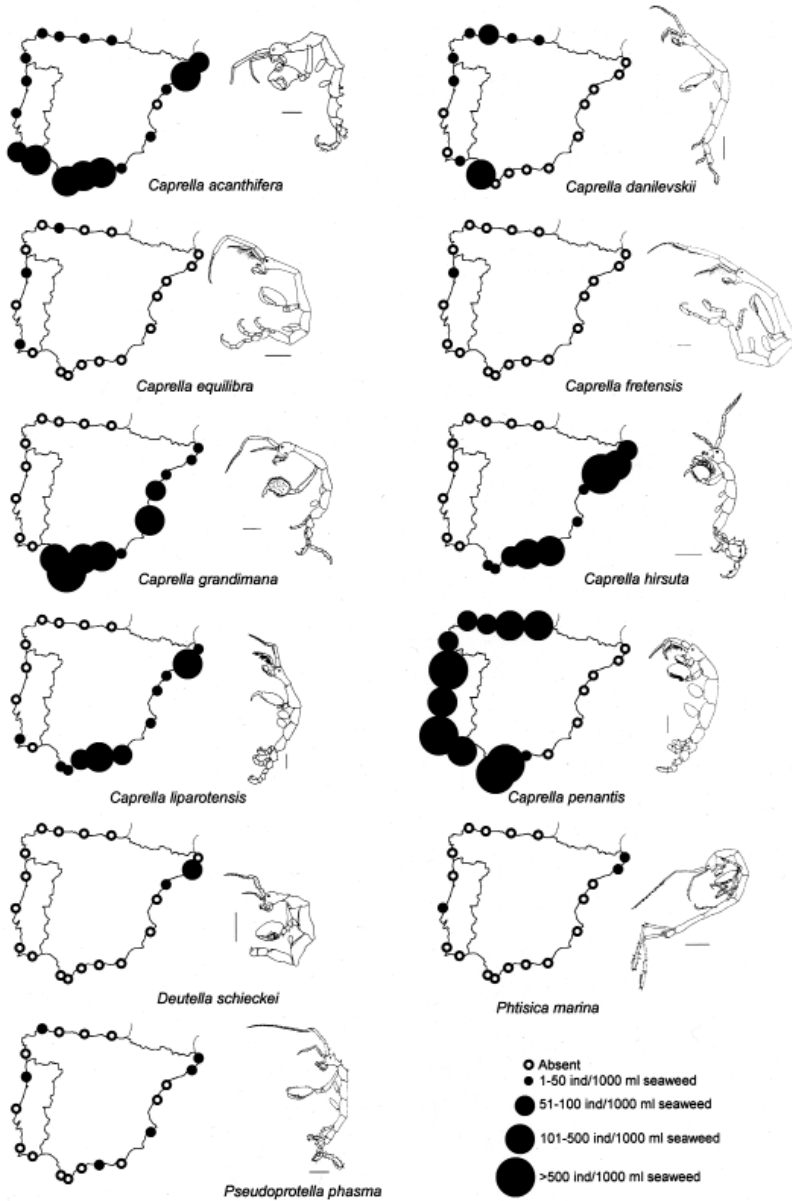 Caprella acanthifera
Caprella danilevskii
Caprella equilibra
Caprella fretensis
Caprella grandimana
Caprella hirsuta
Caprella liparotensis
Caprella penantis
Deutella schieckei
Phtisica marina
Pseudoprotella phasma
Absent
1-50 ind/1000 ml seaweed
51-100 ind/1000 ml seaweed
101-500 ind/1000 ml seaweed
>500 ind/1000 ml seaweed